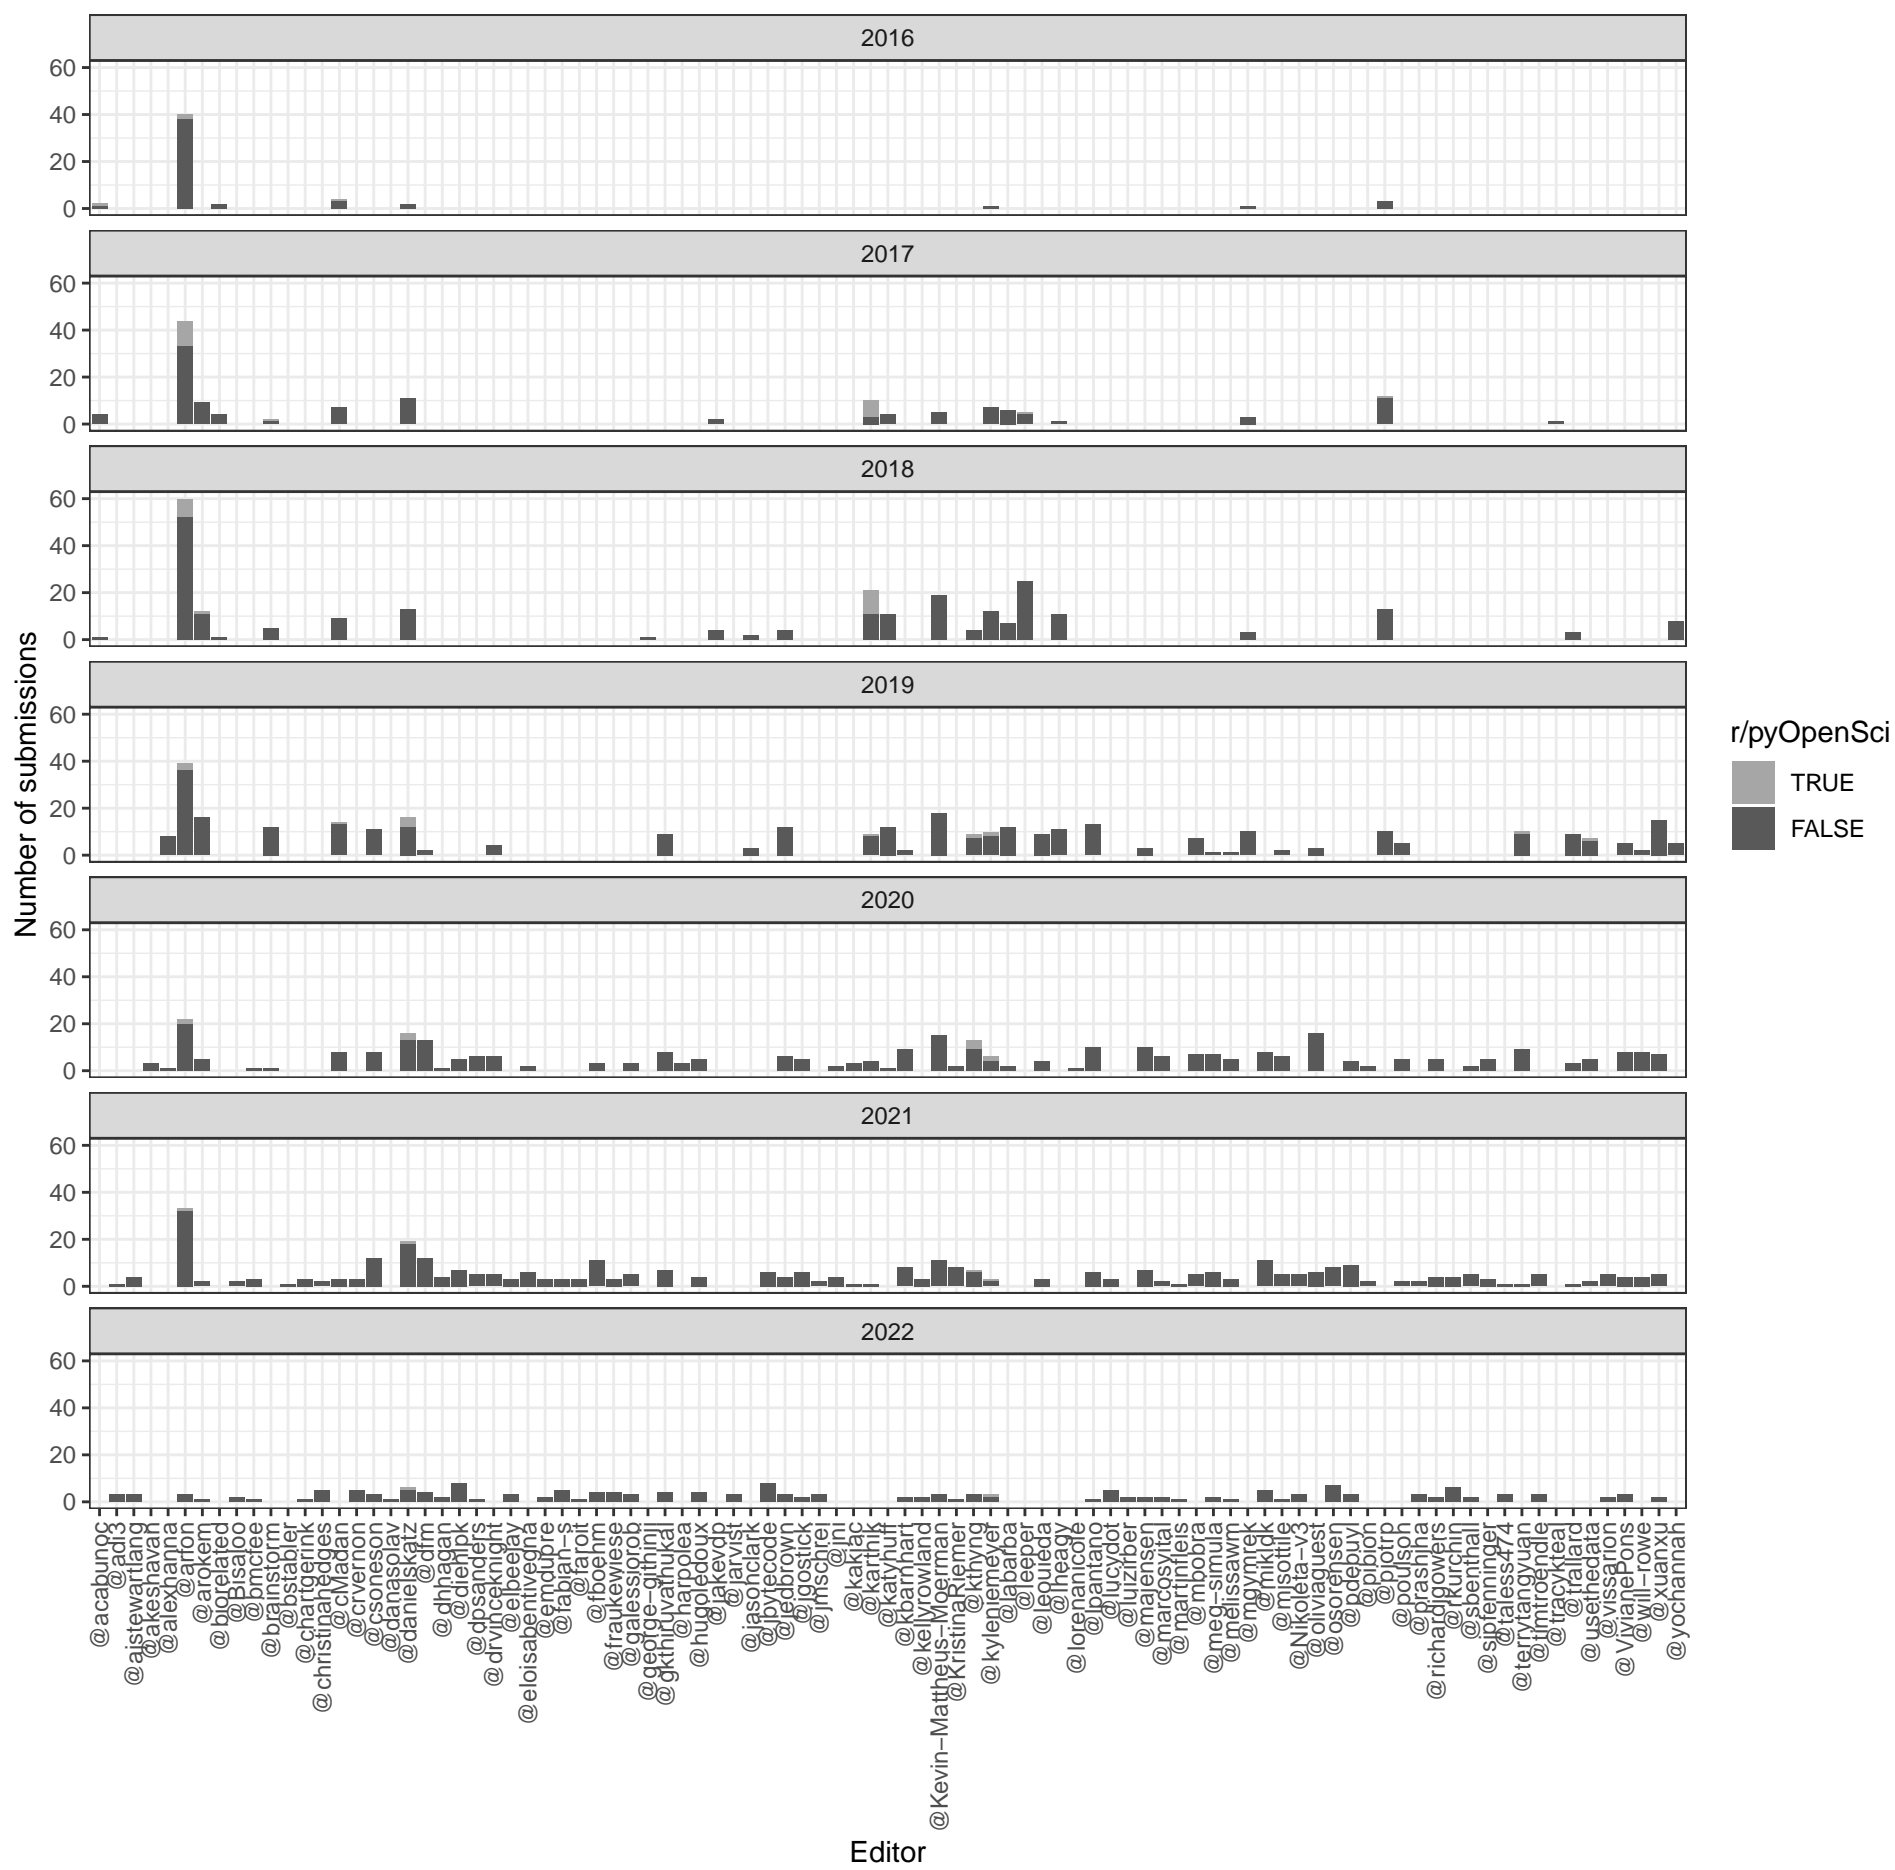 2016
60
40
20
0
2017
60
40
20
0
2018
60
40
20
0
2019
60
40
20
0
2020
60
40
20
0
2021
60
40
20
0
2022
60
40
20
0
Number of submissions
@acabunoc
@adi3
@ajstewartlang
@akeshavan
@alexhanna
@arfon
@arokem
@biorelated
@Bisaloo
@bmcfee
@brainstorm
@bstabler
@chartgerink
@christinahedges
@cMadan
@crvernon
@csoneson
@danasolav
@danielskatz
@dfm
@dhhagan
@diehlpk
@dpsanders
@drvinceknight
@elbeejay
@eloisabentivegna
@emdupre
@fabian-s
@faroit
@fboehm
@fraukewiese
@galessiorob
@george-githinji
@gkthiruvathukal
@harpolea
@hugoledoux
@jakevdp
@jarvist
@jasonclark
@jbytecode
@jedbrown
@jgostick
@jmschrei
@jni
@kakiac
@karthik
@katyhuff
@kbarnhart
@kellyrowland
@Kevin-Mattheus-Moerman
@KristinaRiemer
@kthyng
@kyleniemeyer
@labarba
@leeper
@leouieda
@lheagy
@lorenanicole
@lpantano
@lucydot
@luizirber
@majensen
@marcosvital
@martinfleis
@mbobra
@meg-simula
@melissawm
@mgymrek
@mikldk
@mjsottile
@Nikoleta-v3
@oliviaguest
@osorensen
@pdebuyl
@pibion
@pjotrp
@poulson
@prashjha
@richardjgowers
@rkurchin
@sbenthall
@sjpfenninger
@taless474
@terrytangyuan
@timtroendle
@tracykteal
@trallard
@usethedata
@vissarion
@VivianePons
@will-rowe
@xuanxu
@yochannah
Editor
r/pyOpenSci
TRUE
FALSE